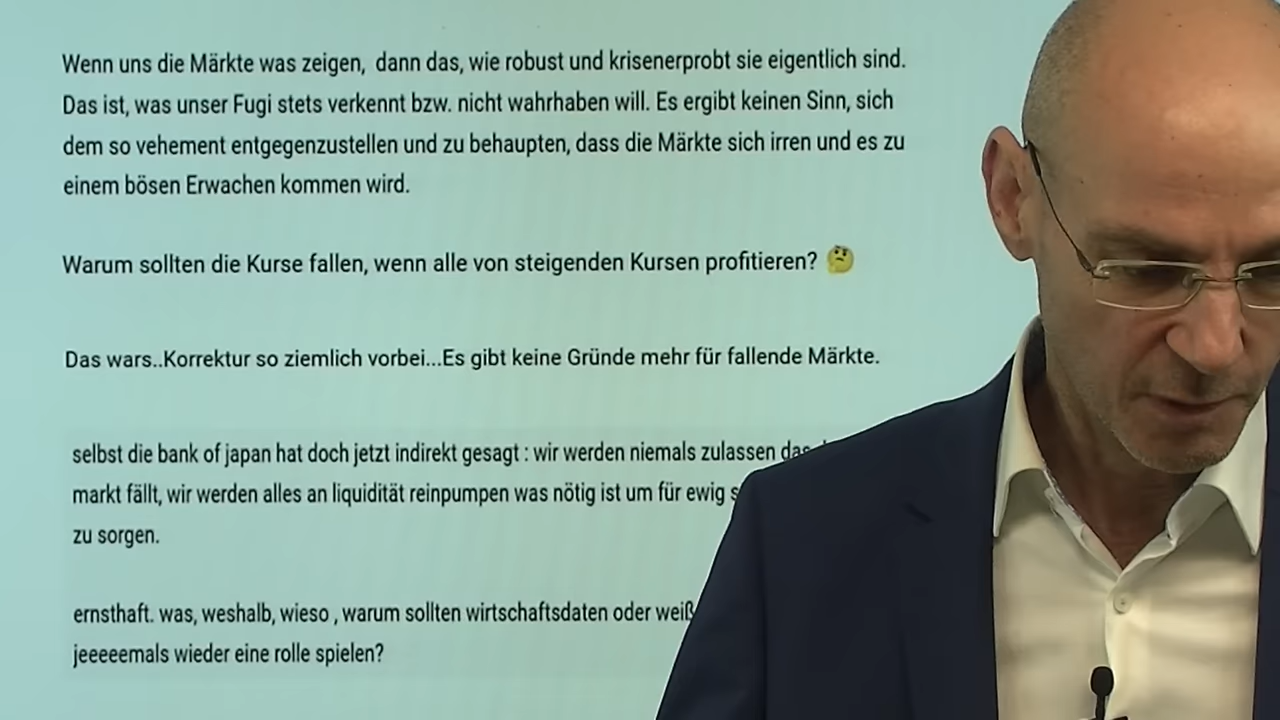 Wenn uns die Märkte was zeigen,  dann das, wie robust und krisenerprobt sie eigentlich sind.
Das ist, was unser Fugi stets verkennt bzw. nicht wahrhaben will. Es ergibt keinen Sinn, sich
dem so vehement entgegenzustellen und zu behaupten, dass die Märkte sich irren und es zu
einem bösen Erwachen kommen wird.
Warum sollten die Kurse fallen, wenn alle von steigenden Kursen profitieren? 🤔
Das wars..Korrektur so ziemlich vorbei...Es gibt keine Gründe mehr für fallende Märkte.
selbst die bank of japan hat doch jetzt indirekt gesagt : wir werden niemals zulassen
markt fällt, wir werden alles an liquidität reinpumpen was nötig ist um für ewig
zu sorgen.
ernsthaft. was, weshalb, wieso , warum sollten wirtschaftsdaten oder
jeeeeemals wieder eine rolle spielen?